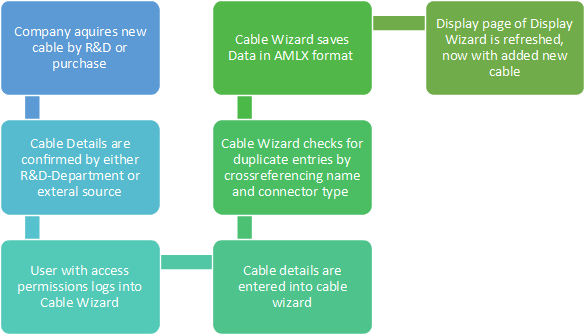 Company aquires new
cable by R&D or
purchase
Cable Details are
confirmed by either
R&D-Department or
exteral source
User with access
permissions logs into
Cable Wizard
Cable details are
entered into cable
wizard
Cable Wizard checks for
duplicate entries by
crossreferencing name
and connector type
Cable Wizard saves
Data in AMLX format
Display page of Display
Wizard is refreshed,
now with added new
cable